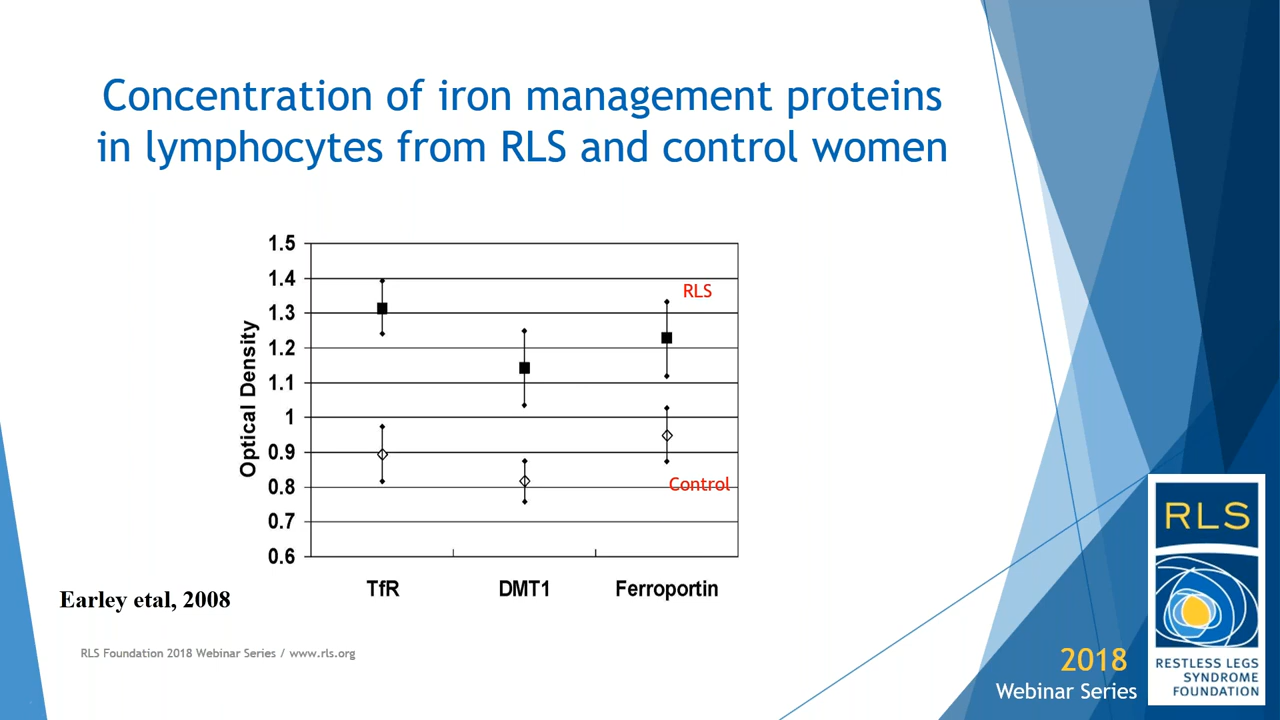 Concentration of iron management proteins
in lymphocytes from RLS and control women
1.5
1.4
1.3
1.2
1.1
1
0.9
0.8
0.7
0.6
Optical Density
RLS
Control
TfR DMT1 Ferroportin
Earley etal, 2008
RLS Foundation 2018 Webinar Series / www.rls.org
2018
Webinar Series
RLS
RESTLESS LEGS
SYNDROME
FOUNDATION